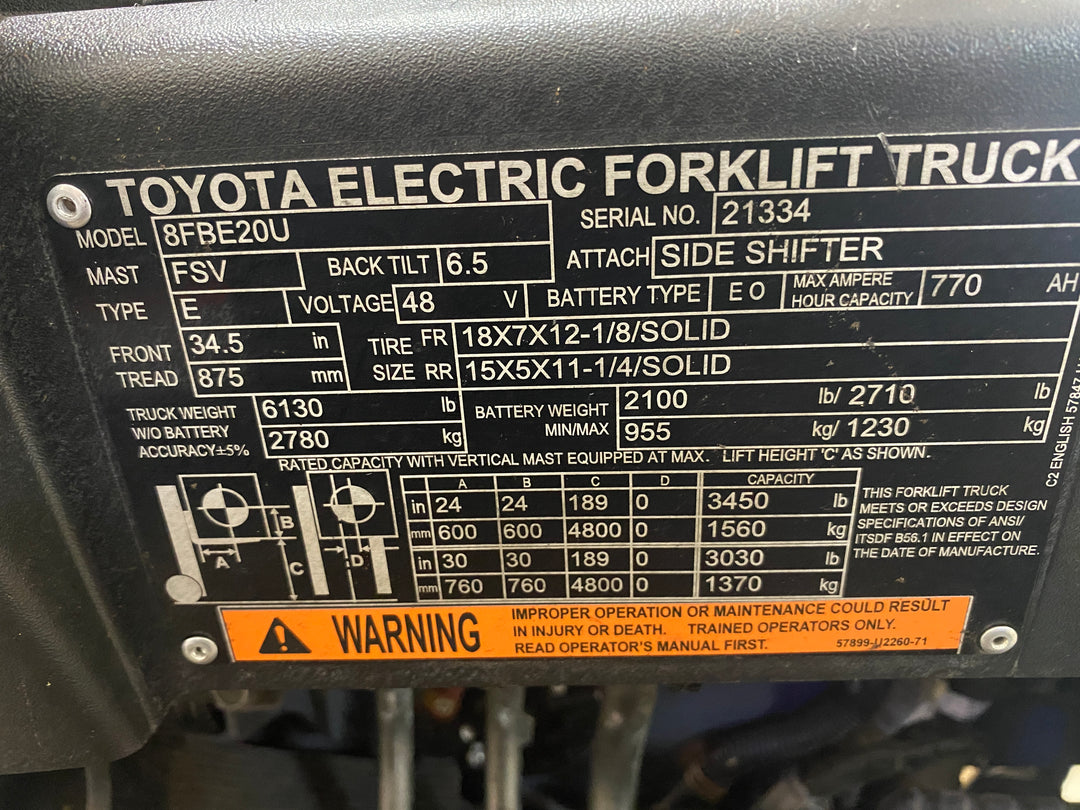 TOYOTA ELECTRIC FORKLIFT TRUCK
MODEL 8FBE20U SERIAL NO. 21334
MAST FSV BACK TILT 6.5 ATTACH SIDE SHIFTER
TYPE E VOLTAGE 48 V BATTERY TYPE E O MAX AMPERE HOUR CAPACITY 770 AH
FRONT TREAD 34.5 in TIRE SIZE FR 18X7X12-1/8/SOLID
875 mm RR 15X5X11-1/4/SOLID
TRUCK WEIGHT W/O BATTERY ACCURACY±5% 6130 lb BATTERY WEIGHT MIN/MAX 2100 lb/ 2710 lb
2780 kg 955 kg/ 1230 kg
RATED CAPACITY WITH VERTICAL MAST EQUIPPED AT MAX. LIFT HEIGHT 'C' AS SHOWN.
A B C D CAPACITY
in 24 24 189 0 3450 lb
mm 600 600 4800 0 1560 kg
in 30 30 189 0 3030 lb
mm 760 760 4800 0 1370 kg
A B C D
THIS FORKLIFT TRUCK
MEETS OR EXCEEDS DESIGN
SPECIFICATIONS OF ANSI/
ITSDF B56.1 IN EFFECT ON
THE DATE OF MANUFACTURE.
C2 ENGLISH
WARNING
IMPROPER OPERATION OR MAINTENANCE COULD RESULT
IN INJURY OR DEATH. TRAINED OPERATORS ONLY.
READ OPERATOR'S MANUAL FIRST. 57899-U2260-71